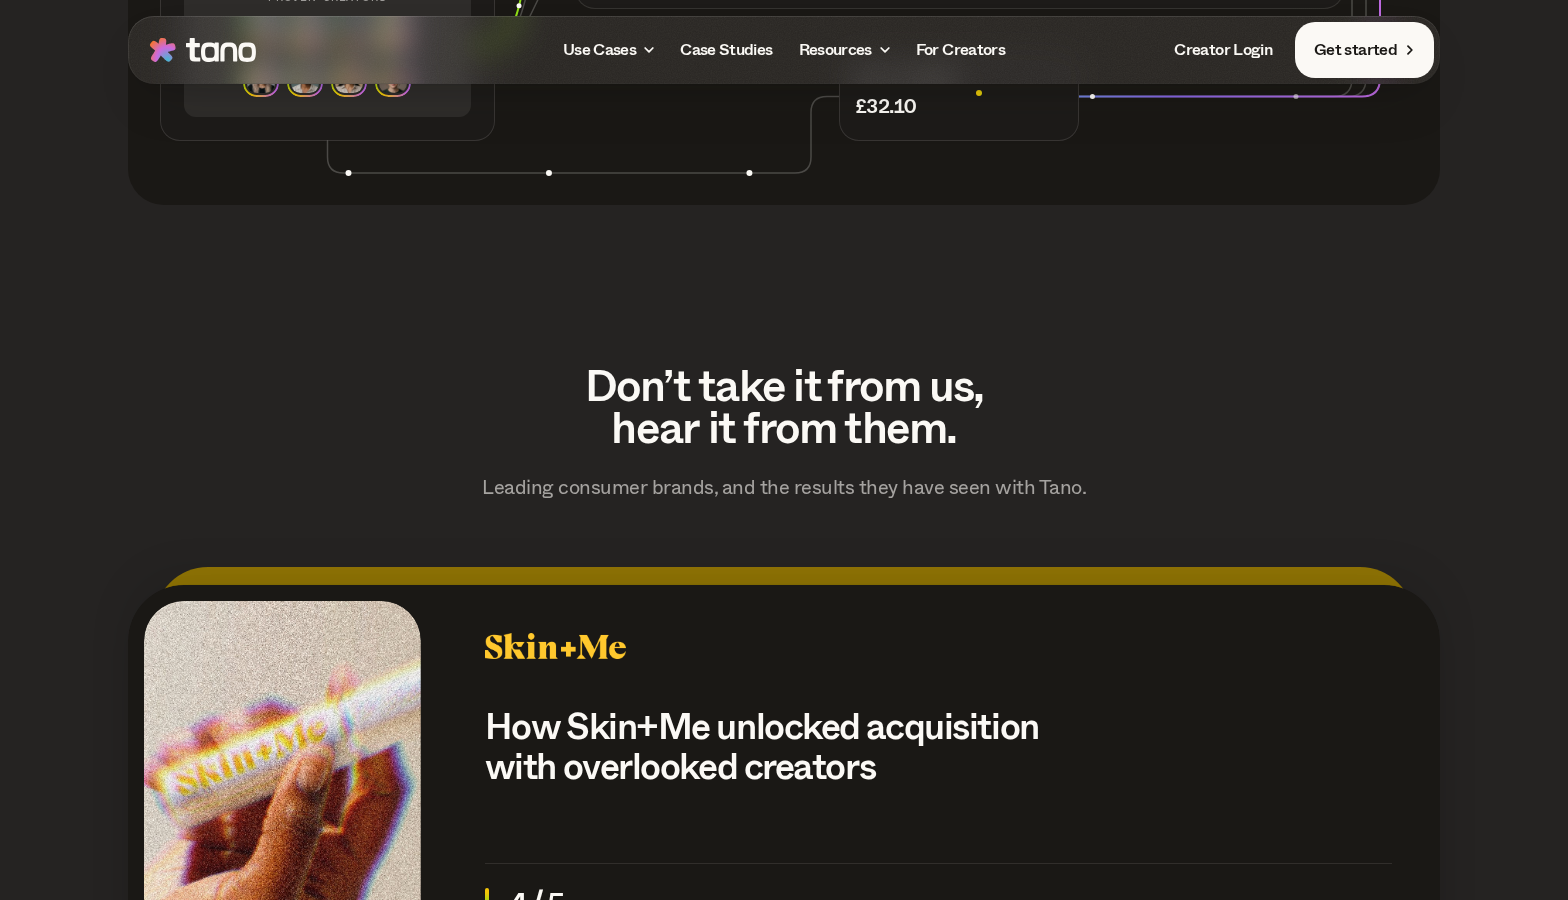 tano
Use Cases
Case Studies
Resources
For Creators
Creator Login
Get started
£32.10
Don’t take it from us,
hear it from them.
Leading consumer brands, and the results they have seen with Tano.
Skin+Me
Skin+Me
How Skin+Me unlocked acquisition
with overlooked creators